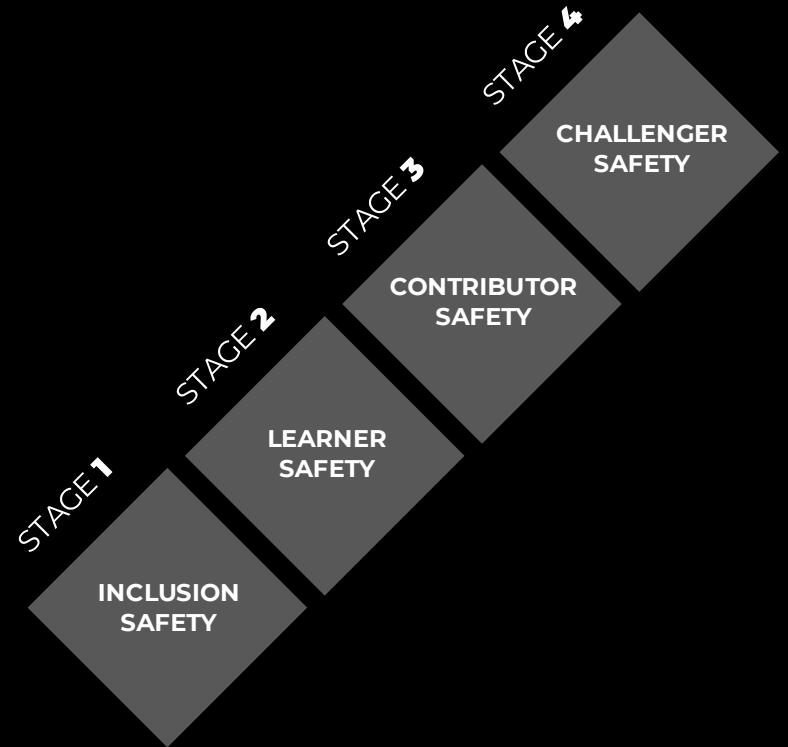 STAGE 4
CHALLENGER
SAFETY
STAGE 3
CONTRIBUTOR
SAFETY
STAGE 2
LEARNER
SAFETY
STAGE 1
INCLUSION
SAFETY